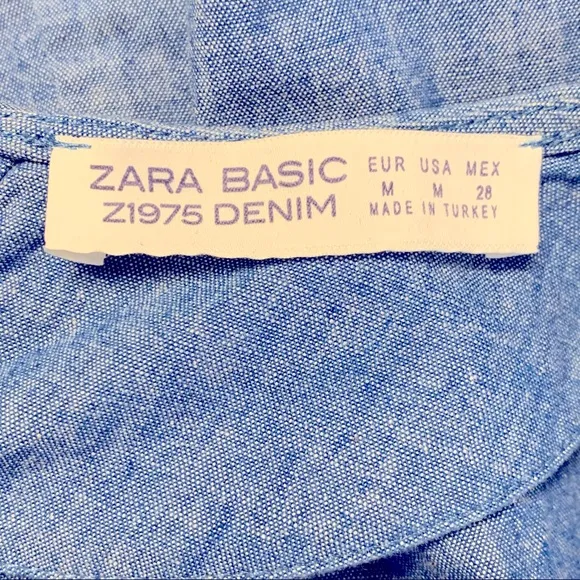 ZARA BASIC
Z1975 DENIM
EUR USA MEX
M M 28
MADE IN TURKEY